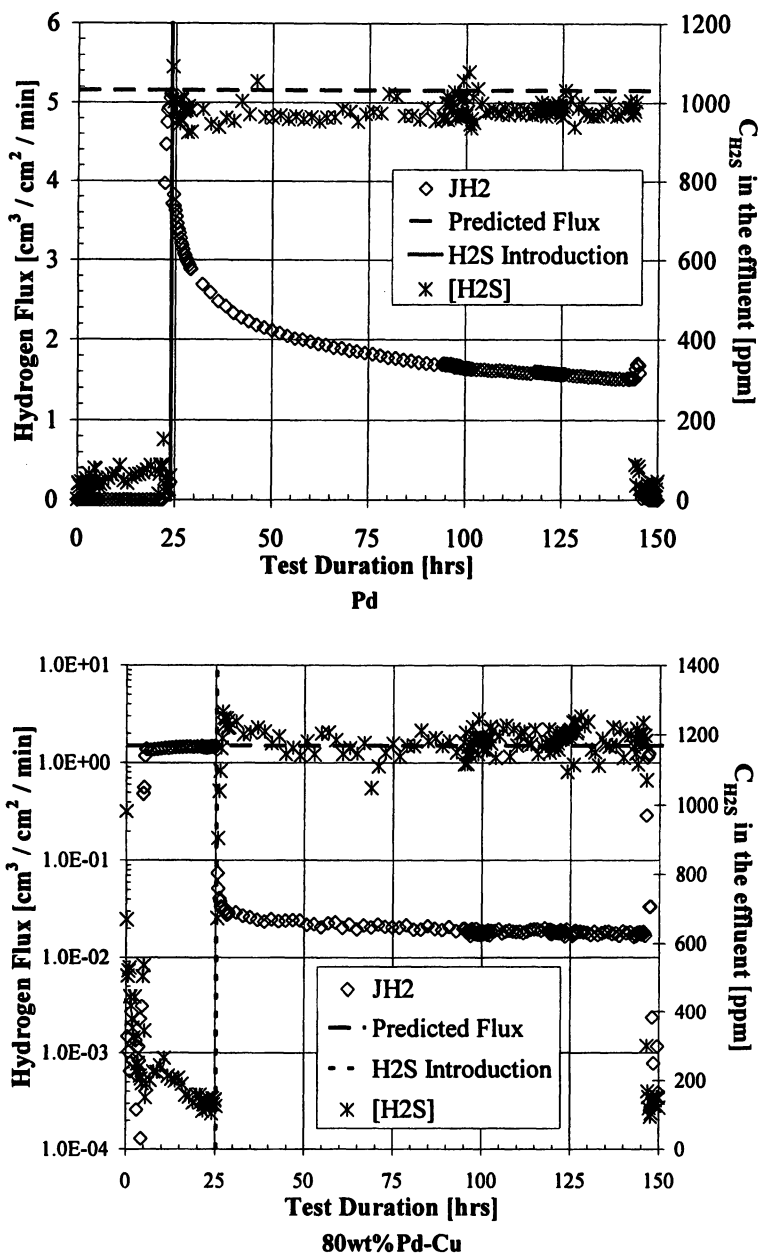 6
5
4
3
2
1
0
Hydrogen Flux [cm³ / cm² / min]
1200
1000
800
600
400
200
0
C_H2S in the effluent [ppm]
JH2
Predicted Flux
H2S Introduction
[H2S]
0 25 50 75 100 125 150
Test Duration [hrs]
Pd
1.0E+01
1.0E+00
1.0E-01
1.0E-02
1.0E-03
1.0E-04
Hydrogen Flux [cm³ / cm² / min]
1400
1200
1000
800
600
400
200
0
C_H2S in the effluent [ppm]
JH2
Predicted Flux
H2S Introduction
[H2S]
0 25 50 75 100 125 150
Test Duration [hrs]
80wt%Pd-Cu